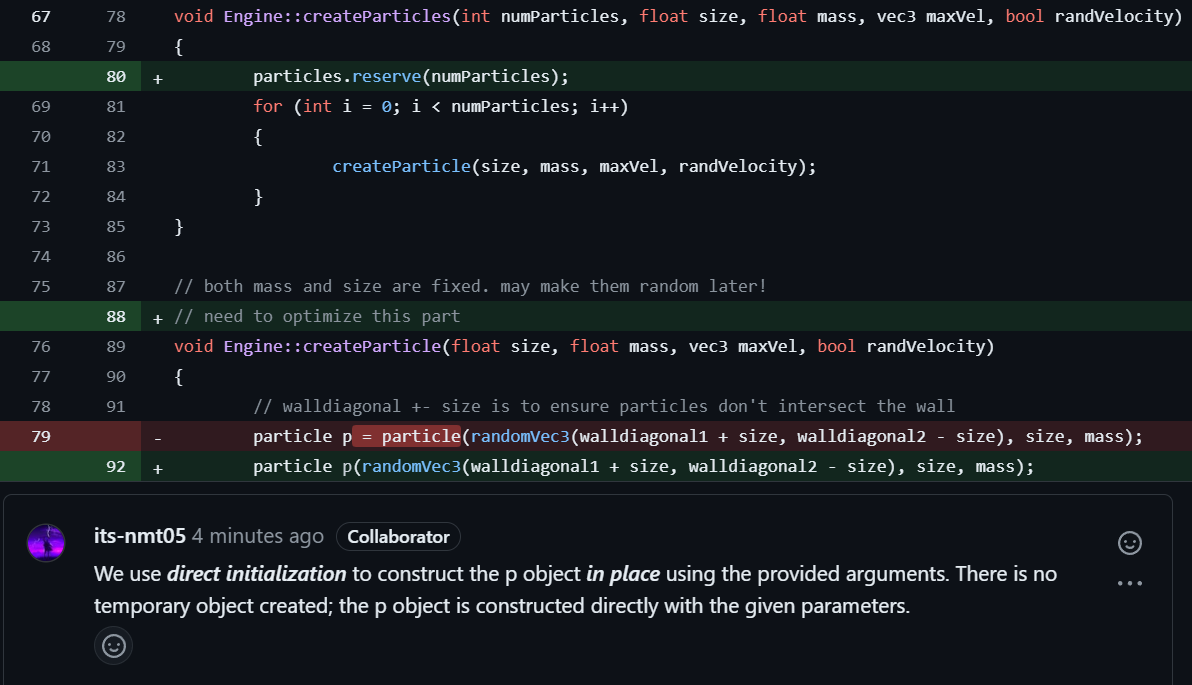 67 78 void Engine::createParticles(int numParticles, float size, float mass, vec3 maxVel, bool randVelocity)
68 79 {
80 + particles.reserve(numParticles);
69 81 for (int i = 0; i < numParticles; i++)
70 82 {
71 83 createParticle(size, mass, maxVel, randVelocity);
72 84 }
73 85 }
74 86
75 87 // both mass and size are fixed. may make them random later!
88 + // need to optimize this part
76 89 void Engine::createParticle(float size, float mass, vec3 maxVel, bool randVelocity)
77 90 {
78 91 // walldiagonal +- size is to ensure particles don't intersect the wall
79 - particle p = particle(randomVec3(walldiagonal1 + size, walldiagonal2 - size), size, mass);
92 + particle p(randomVec3(walldiagonal1 + size, walldiagonal2 - size), size, mass);
its-nmt05 4 minutes ago Collaborator
We use direct initialization to construct the p object in place using the provided arguments. There is no
temporary object created; the p object is constructed directly with the given parameters.